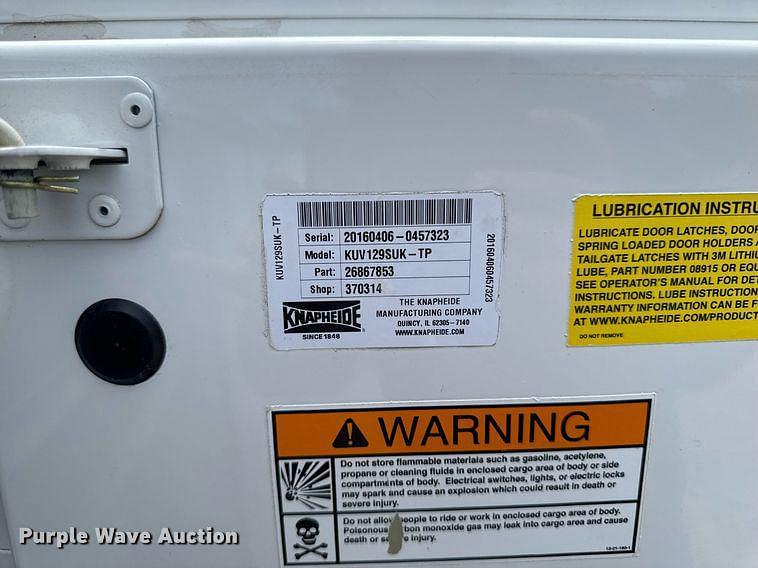 KUV129SUK-TP
Serial: 20160406-0457323
Model: KUV129SUK-TP
Part: 26867853
Shop: 370314
201604060457323
KNAPHEIDE
SINCE 1848
THE KNAPHEIDE
MANUFACTURING COMPANY
QUINCY, IL 62305-7140
WWW.KNAPHEIDE.COM
LUBRICATION INSTRU
LUBRICATE DOOR LATCHES, DOOR
SPRING LOADED DOOR HOLDERS A
TAILGATE LATCHES WITH 3M LITHI
LUBE, PART NUMBER 08915 OR EQU
SEE OPERATOR'S MANUAL FOR DET
INSTRUCTIONS. LUBE INSTRUCTION
WARRANTY INFORMATION CAN BE F
AT WWW.KNAPHEIDE.COM/PRODUCT
DO NOT REMOVE
WARNING
Do not store flammable materials such as gasoline, acetylene,
propane or cleaning fluids in enclosed cargo area of body or side
compartments of body. Electrical switches, lights, or electric locks
may spark and cause an explosion which could result in death or
severe injury.
Do not allow people to ride or work in enclosed cargo area of body.
Poisonous carbon monoxide gas may leak into cargo area and cause
death or severe injury.
Purple Wave Auction